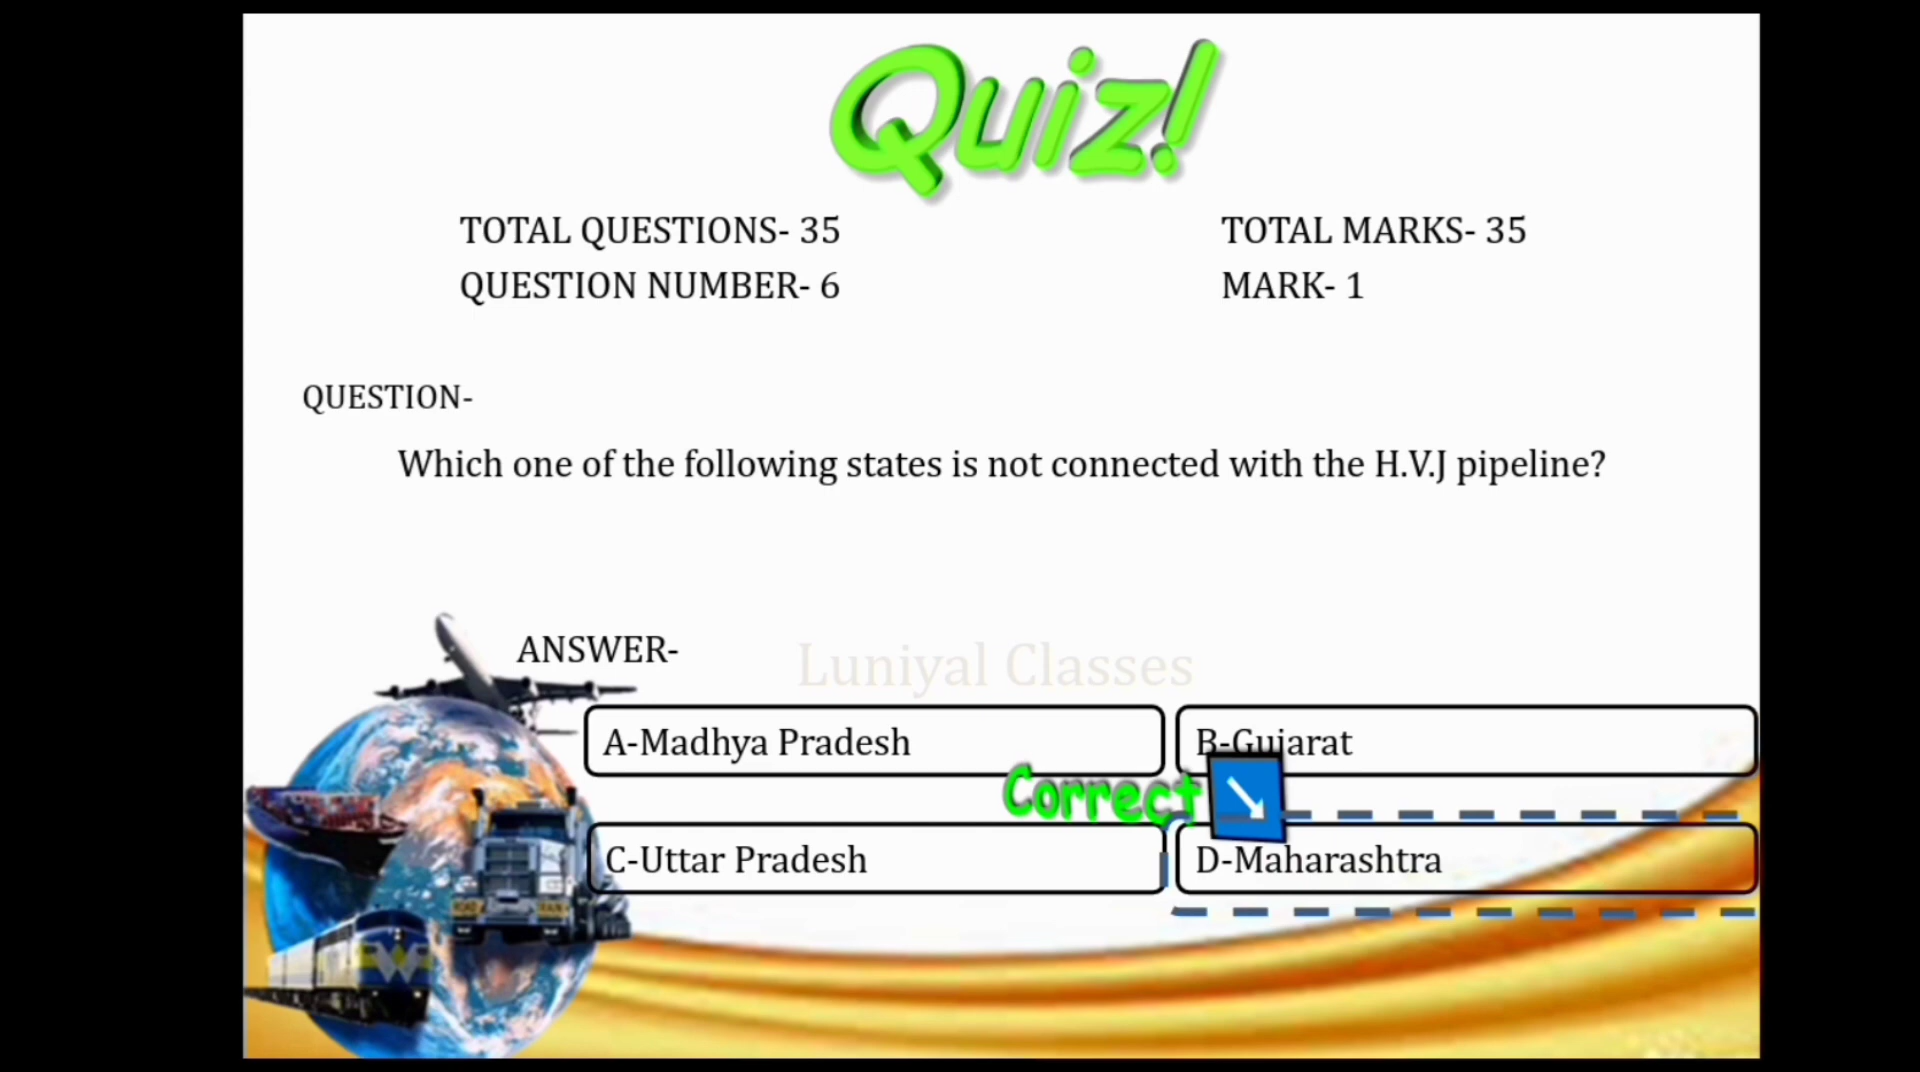 Quiz!
TOTAL QUESTIONS- 35
TOTAL MARKS- 35
QUESTION NUMBER- 6
MARK- 1
QUESTION-
Which one of the following states is not connected with the H.V.J pipeline?
ANSWER-
Luniyal Classes
A-Madhya Pradesh
B-Gujarat
Correct
C-Uttar Pradesh
D-Maharashtra